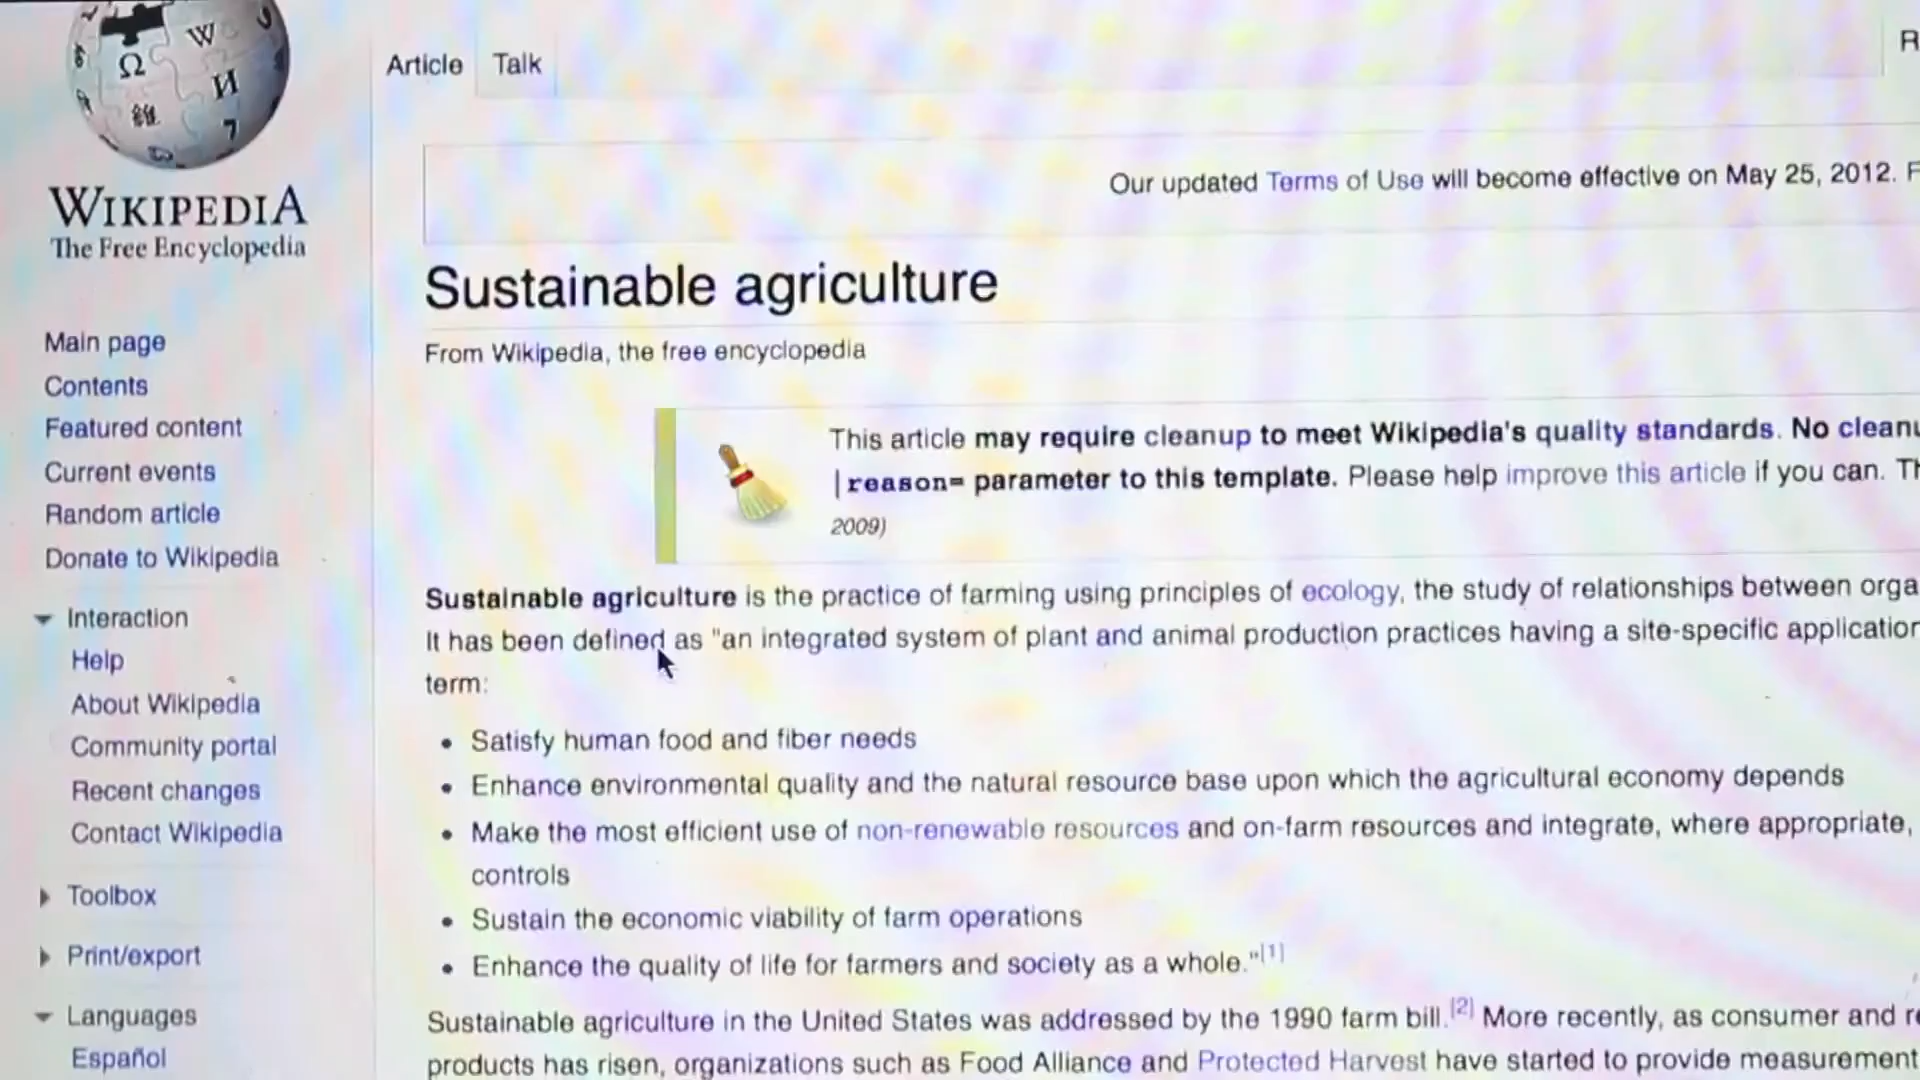 Ω W И 維 7
WIKIPEDIA
The Free Encyclopedia
Main page
Contents
Featured content
Current events
Random article
Donate to Wikipedia
Interaction
Help
About Wikipedia
Community portal
Recent changes
Contact Wikipedia
Toolbox
Print/export
Languages
Español
Article Talk
R
Our updated Terms of Use will become effective on May 25, 2012. F
Sustainable agriculture
From Wikipedia, the free encyclopedia
This article may require cleanup to meet Wikipedia's quality standards. No cleanu
|reason= parameter to this template. Please help improve this article if you can. Th
2009)
Sustainable agriculture is the practice of farming using principles of ecology, the study of relationships between orga
It has been defined as "an integrated system of plant and animal production practices having a site-specific application
term:
Satisfy human food and fiber needs
Enhance environmental quality and the natural resource base upon which the agricultural economy depends
Make the most efficient use of non-renewable resources and on-farm resources and integrate, where appropriate,
controls
Sustain the economic viability of farm operations
Enhance the quality of life for farmers and society as a whole."[1]
Sustainable agriculture in the United States was addressed by the 1990 farm bill.[2] More recently, as consumer and re
products has risen, organizations such as Food Alliance and Protected Harvest have started to provide measurement